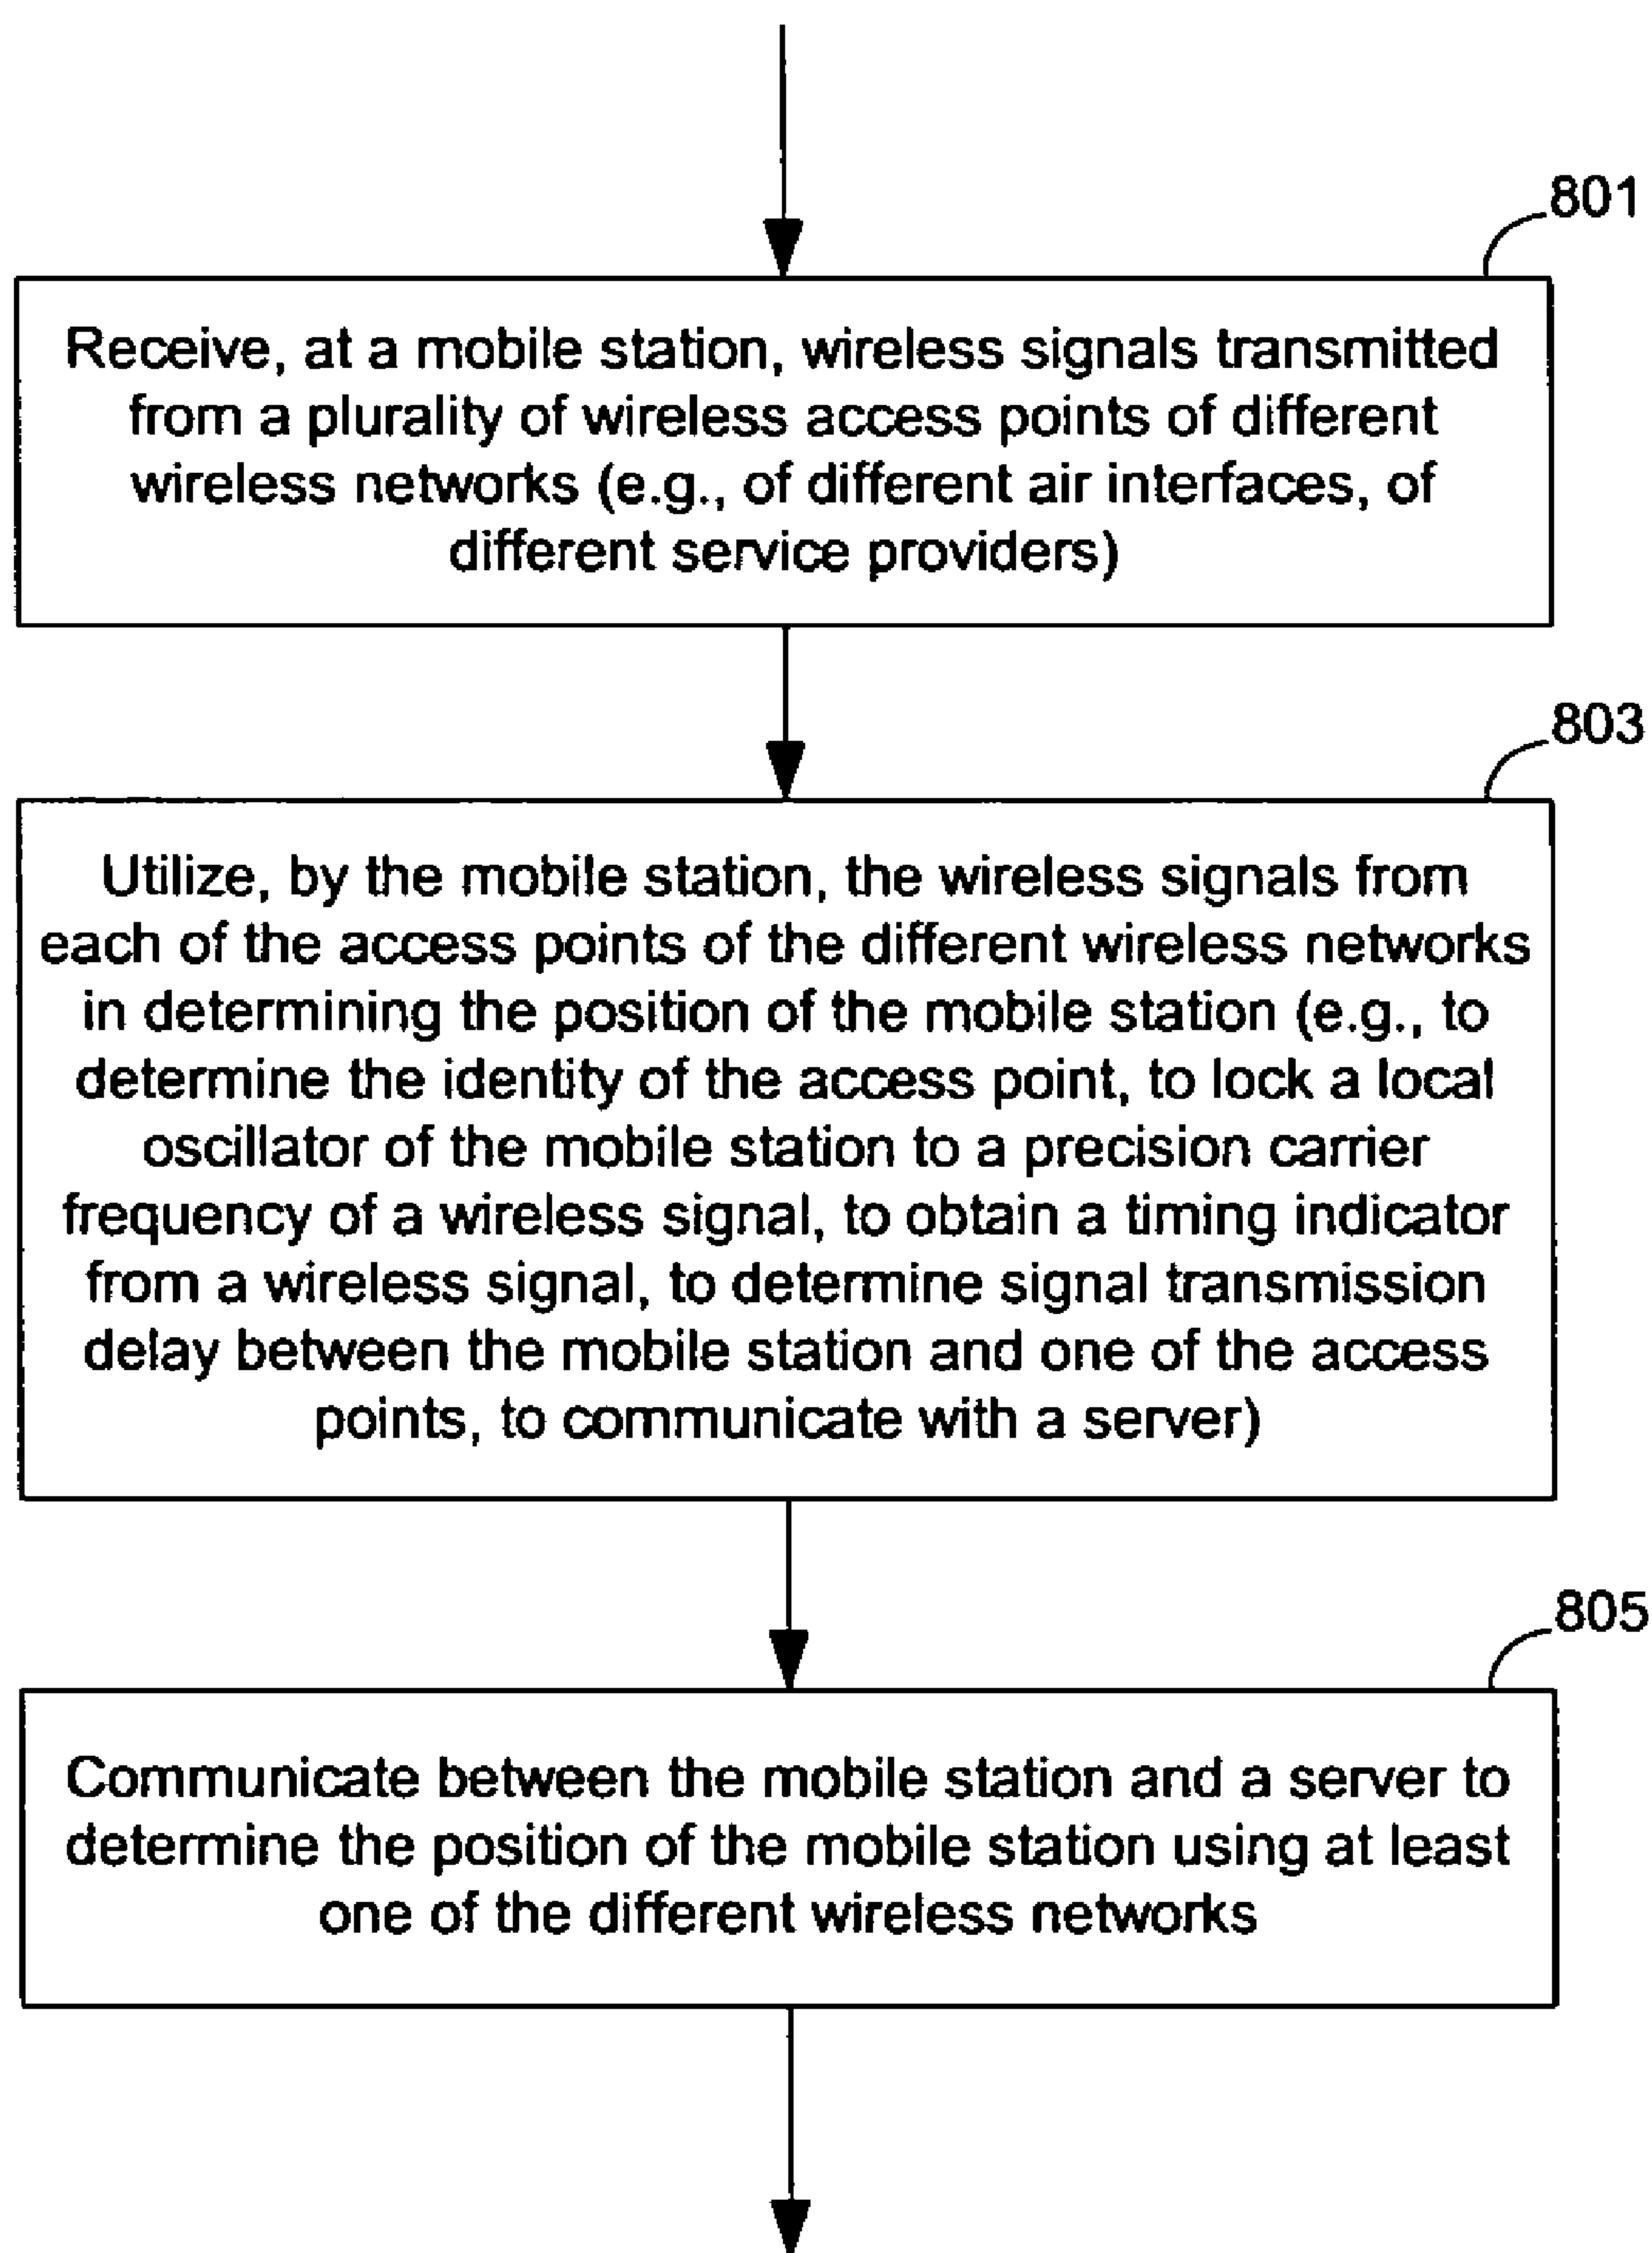 801
Receive, at a mobile station, wireless signals transmitted
from a plurality of wireless access points of different
wireless networks (e.g., of different air interfaces, of
different service providers)
803
Utilize, by the mobile station, the wireless signals from
each of the access points of the different wireless networks
in determining the position of the mobile station (e.g., to
determine the identity of the access point, to lock a local
oscillator of the mobile station to a precision carrier
frequency of a wireless signal, to obtain a timing indicator
from a wireless signal, to determine signal transmission
delay between the mobile station and one of the access
points, to communicate with a server)
805
Communicate between the mobile station and a server to
determine the position of the mobile station using at least
one of the different wireless networks